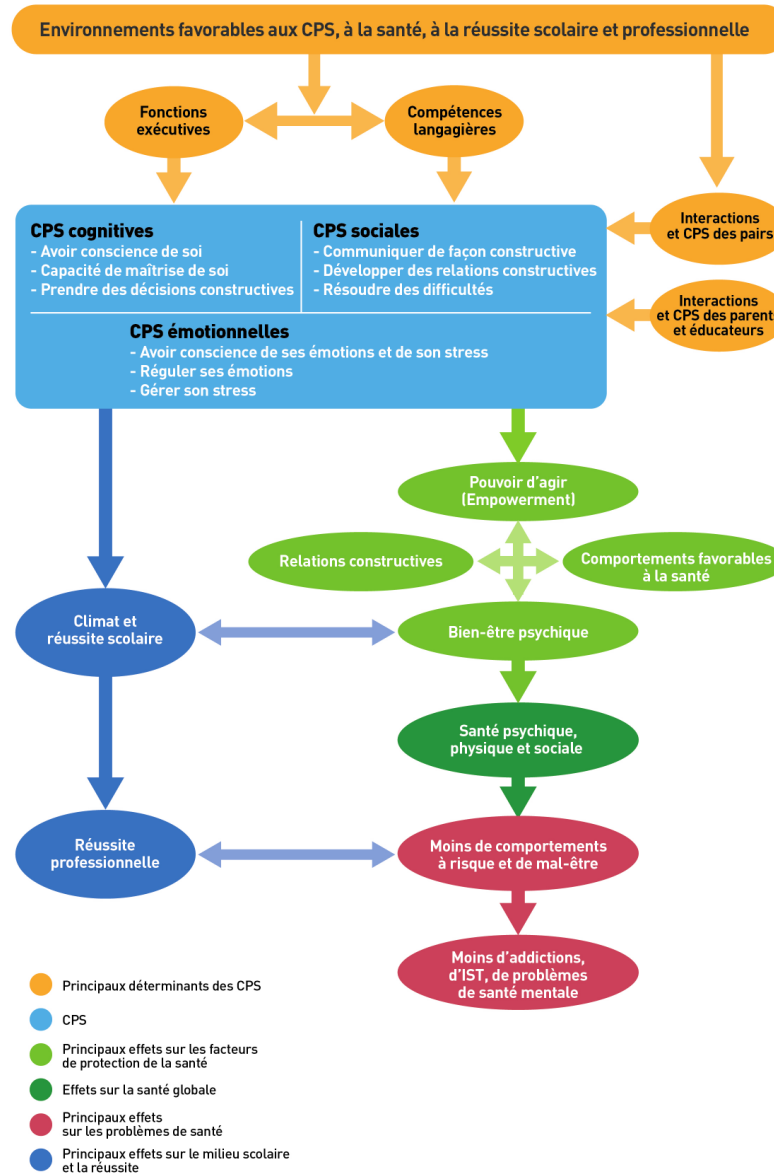 Environnements favorables aux CPS, à la santé, à la réussite scolaire et professionnelle
Fonctions
exécutives
Compétences
langagières
Interactions
et CPS des pairs
CPS cognitives
- Avoir conscience de soi
- Capacité de maîtrise de soi
- Prendre des décisions constructives
CPS sociales
- Communiquer de façon constructive
- Développer des relations constructives
- Résoudre des difficultés
Interactions
et CPS des parents
et éducateurs
CPS émotionnelles
- Avoir conscience de ses émotions et de son stress
- Réguler ses émotions
- Gérer son stress
Pouvoir d'agir
(Empowerment)
Relations constructives
Comportements favorables
à la santé
Climat et
réussite scolaire
Bien-être psychique
Santé psychique,
physique et sociale
Réussite
professionnelle
Moins de comportements
à risque et de mal-être
Moins d'addictions,
d'IST, de problèmes
de santé mentale
Principaux déterminants des CPS
CPS
Principaux effets sur les facteurs
de protection de la santé
Effets sur la santé globale
Principaux effets
sur les problèmes de santé
Principaux effets sur le milieu scolaire
et la réussite